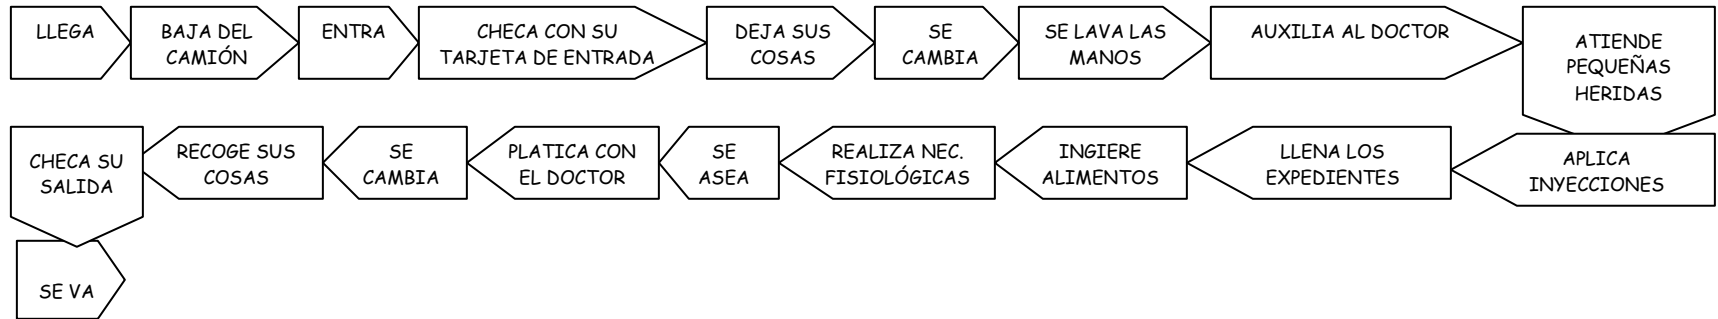 LLEGA
BAJA DEL
CAMIÓN
ENTRA
CHECA CON SU
TARJETA DE ENTRADA
DEJA SUS
COSAS
SE
CAMBIA
SE LAVA LAS
MANOS
AUXILIA AL DOCTOR
ATIENDE
PEQUEÑAS
HERIDAS
APLICA
INYECCIONES
LLENA LOS
EXPEDIENTES
INGIERE
ALIMENTOS
REALIZA NEC.
FISIOLÓGICAS
SE
ASEA
PLATICA CON
EL DOCTOR
SE
CAMBIA
RECOGE SUS
COSAS
CHECA SU
SALIDA
SE VA